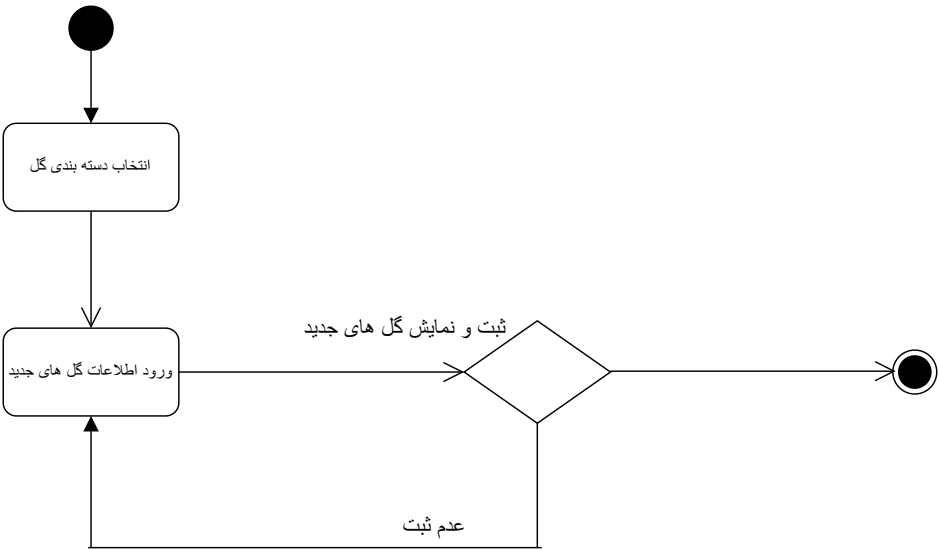 انتخاب دسته بندی گل
ثبت و نمایش گل های جدید
ورود اطلاعات گل های جدید
عدم ثبت